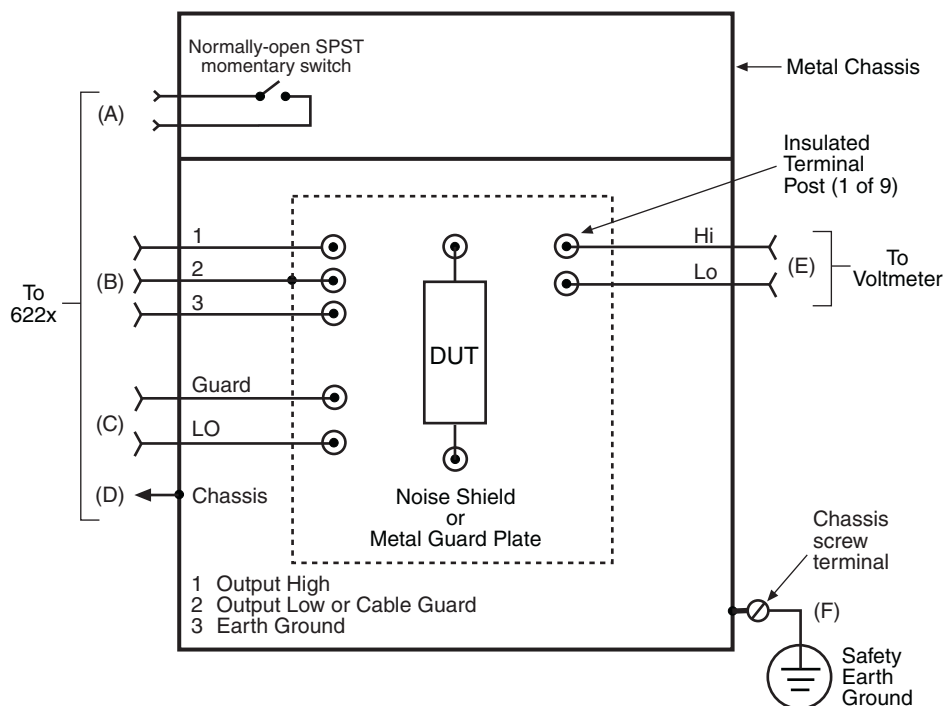 Normally-open SPST
momentary switch
Metal Chassis
(A)
Insulated
Terminal
Post (1 of 9)
1
Hi
(B)
2
(E)
To
Voltmeter
Lo
To
622x
3
DUT
Guard
(C)
LO
(D)
Chassis
Noise Shield
or
Metal Guard Plate
Chassis
screw
terminal
1 Output High
2 Output Low or Cable Guard
3 Earth Ground
(F)
Safety
Earth
Ground